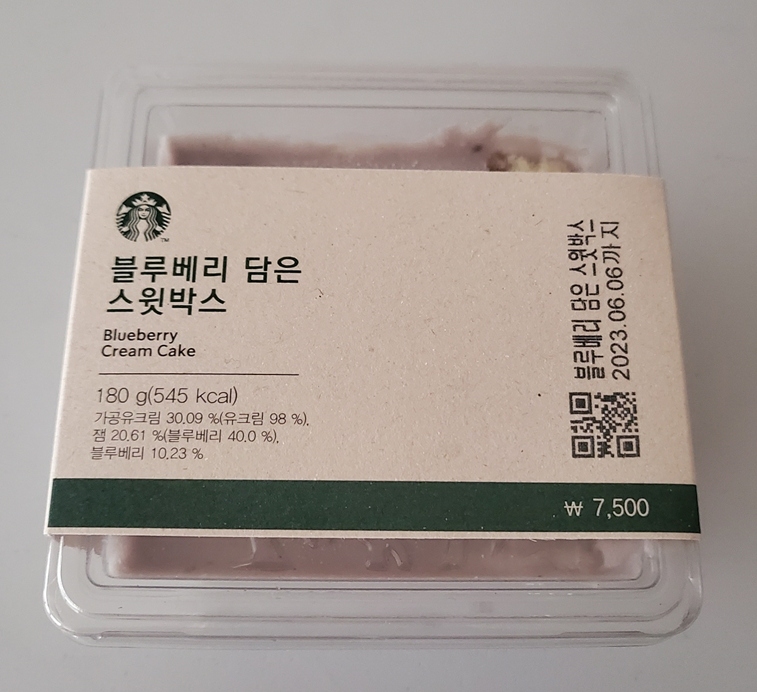 블루베리 담은
스윗박스
Blueberry
Cream Cake
180 g(545 kcal)
가공유크림 30.09 %(유크림 98 %),
잼 20.61 %(블루베리 40.0 %),
블루베리 10.23 %
블루베리 담은 스윗박스
2023.06.06까지
₩ 7,500
TM